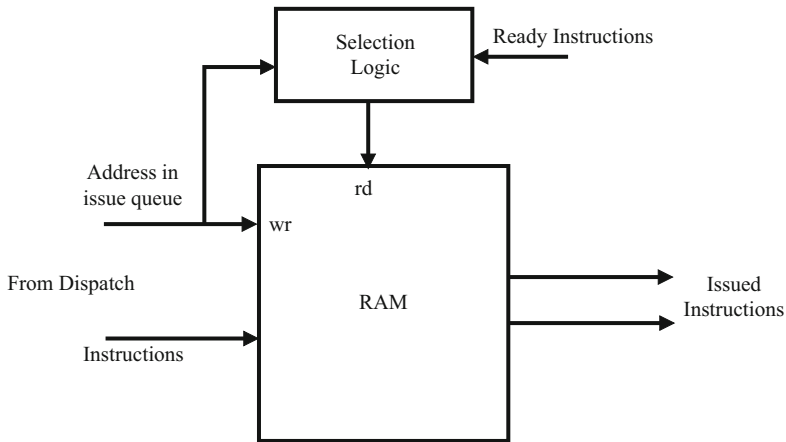 Selection
Logic
Ready Instructions
Address in
issue queue
rd
wr
From Dispatch
RAM
Issued
Instructions
Instructions